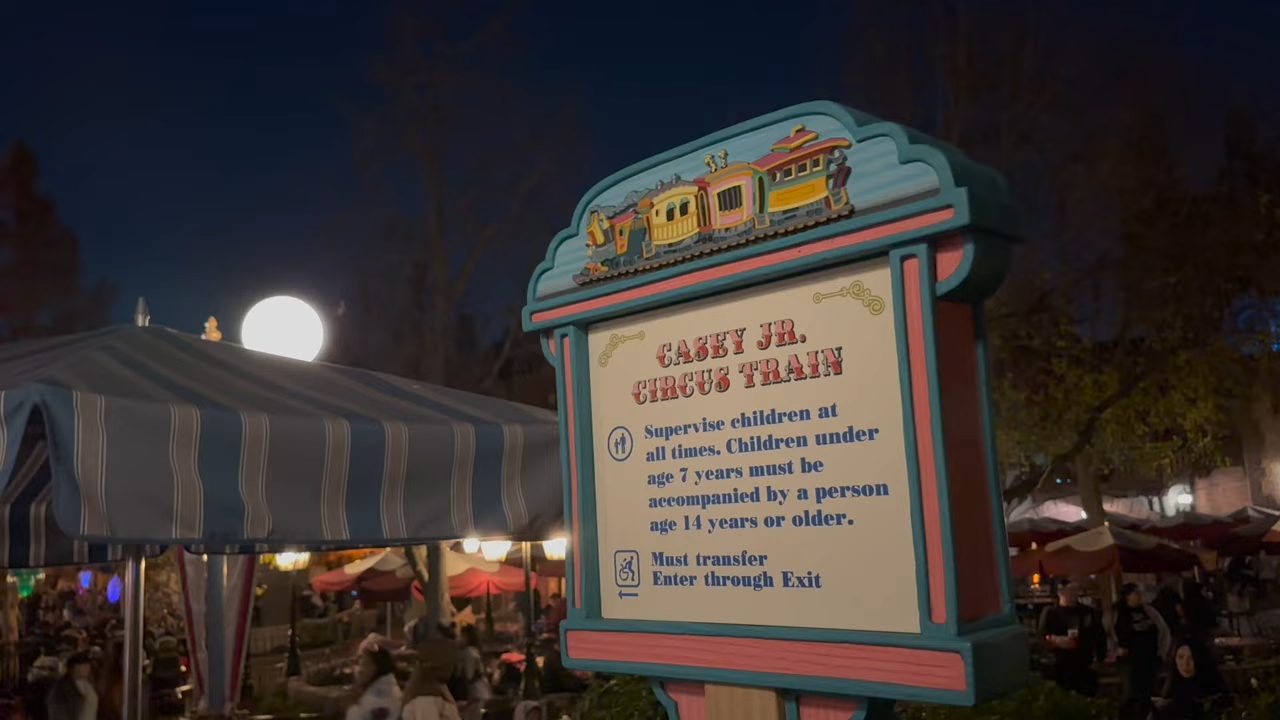 CASEY JR.
CIRCUS TRAIN
Supervise children at
all times. Children under
age 7 years must be
accompanied by a person
age 14 years or older.
Must transfer
Enter through Exit